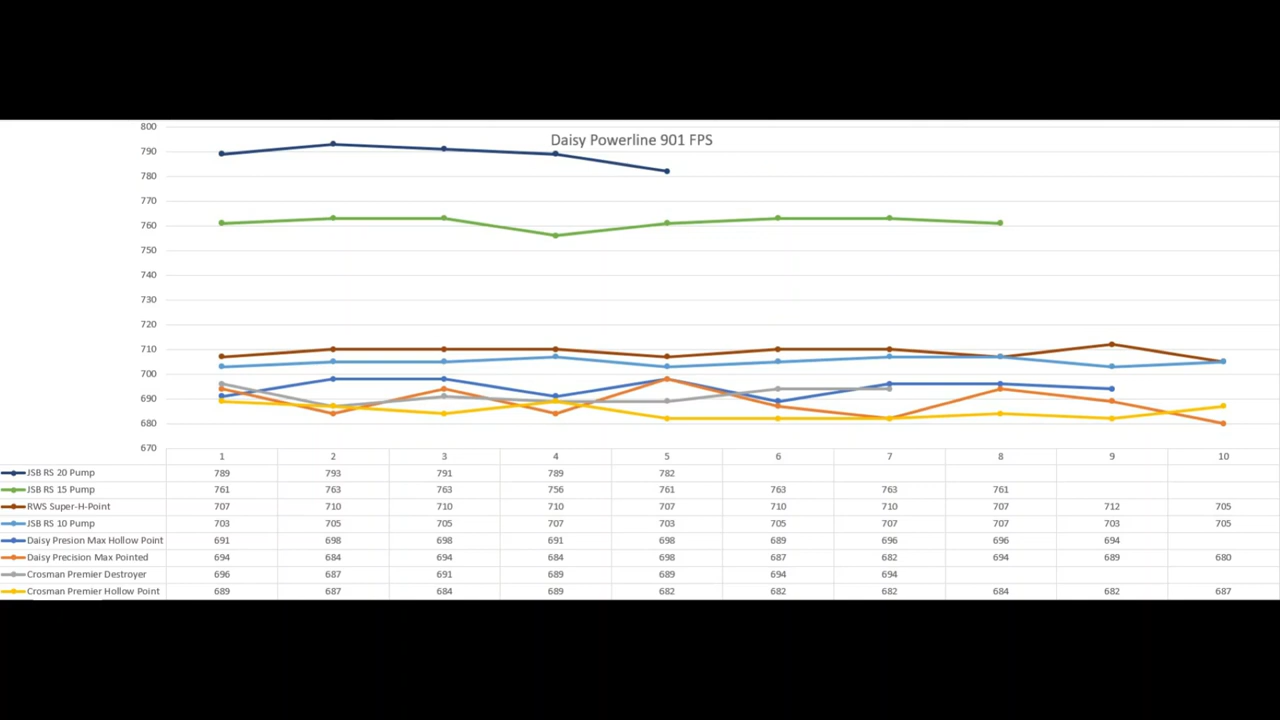 800
Daisy Powerline 901 FPS
790
780
770
760
750
740
730
720
710
700
690
680
670
1 2 3 4 5 6 7 8 9 10
JSB RS 20 Pump 789 793 791 789 782
JSB RS 15 Pump 761 763 763 756 761 763 763 761
RWS Super-H-Point 707 710 710 710 707 710 710 707 712 705
JSB RS 10 Pump 703 705 705 707 703 705 707 707 703 705
Daisy Presion Max Hollow Point 691 698 698 691 698 689 696 696 694
Daisy Precision Max Pointed 694 684 694 684 698 687 682 694 689 680
Crosman Premier Destroyer 696 687 691 689 689 694 694
Crosman Premier Hollow Point 689 687 684 689 682 682 682 684 682 687